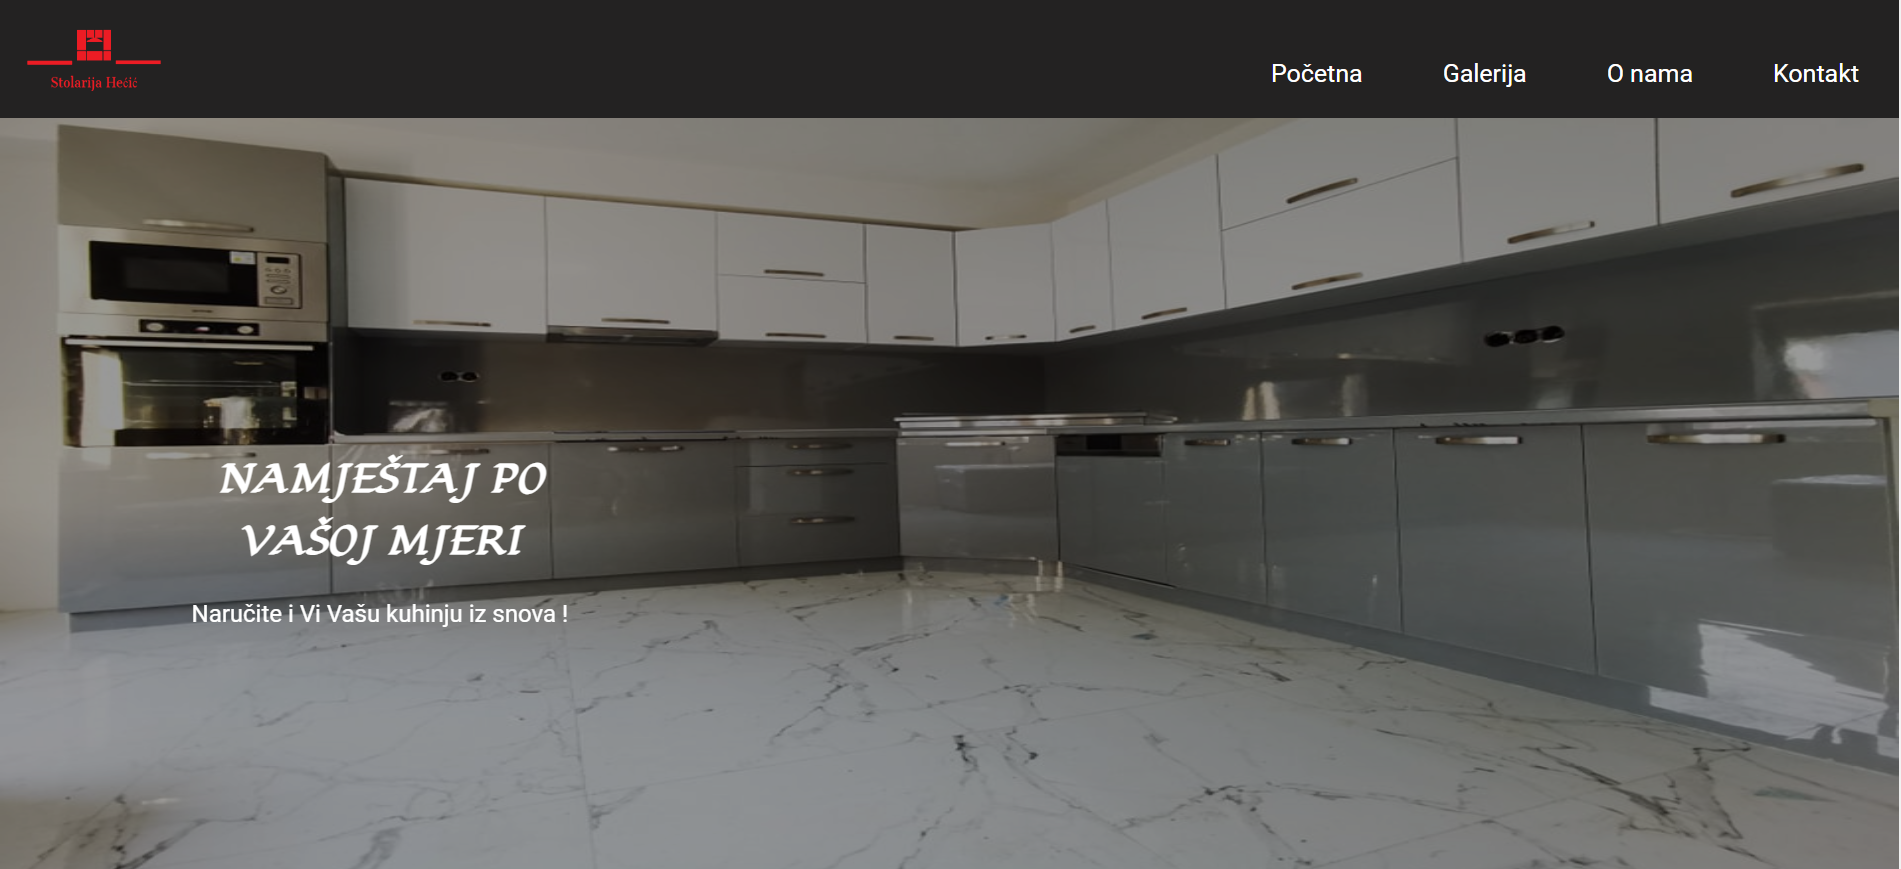 Stolarija Hećić
Početna
Galerija
O nama
Kontakt
NAMJEŠTAJ PO
VAŠOJ MJERI
Naručite i Vi Vašu kuhinju iz snova !